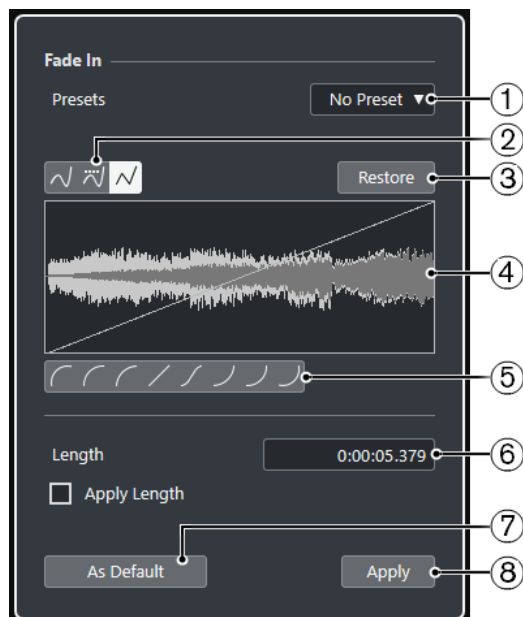 Fade In
Presets
No Preset
1
2
3
Restore
4
5
Length
0:00:05.379
6
Apply Length
7
As Default
Apply
8